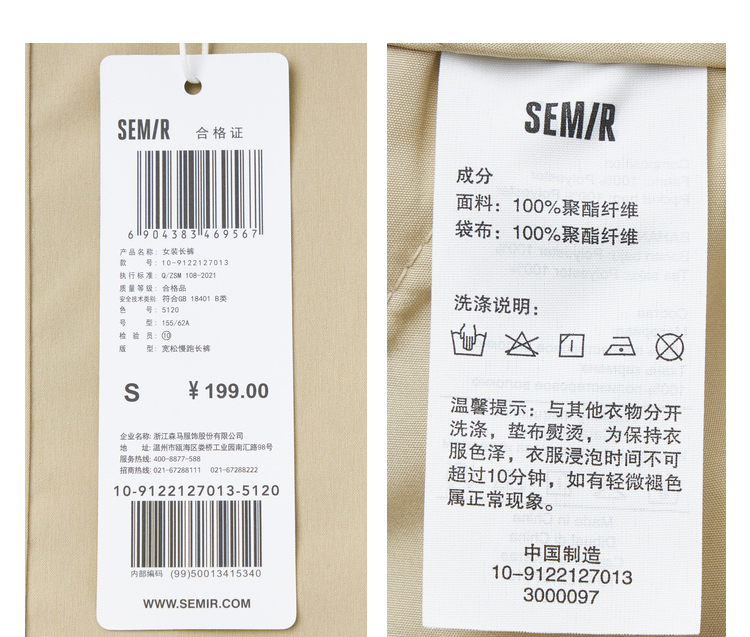 SEMIR 合格证
6 904383 469567
产品名称: 女装长裤
款 号: 10-9122127013
执行标准: Q/ZSM 108-2021
质量等级: 合格品
安全技术类别: 符合GB 18401 B类
色 号: 5120
号 型: 155/62A
检 验 员: ⑩
版 型: 宽松慢跑长裤
S ¥ 199.00
企业名称: 浙江森马服饰股份有限公司
地 址: 温州市瓯海区娄桥工业园南汇路98号
服务热线: 400-8877-588
招商热线: 021-67288111 021-67288222
10-9122127013-5120
内部编码 (99)50013415340
WWW.SEMIR.COM
SEMIR
成分
面料: 100%聚酯纤维
袋布: 100%聚酯纤维
洗涤说明:
温馨提示: 与其他衣物分开
洗涤, 垫布熨烫, 为保持衣
服色泽, 衣服浸泡时间不可
超过10分钟, 如有轻微褪色
属正常现象。
中国制造
10-9122127013
3000097